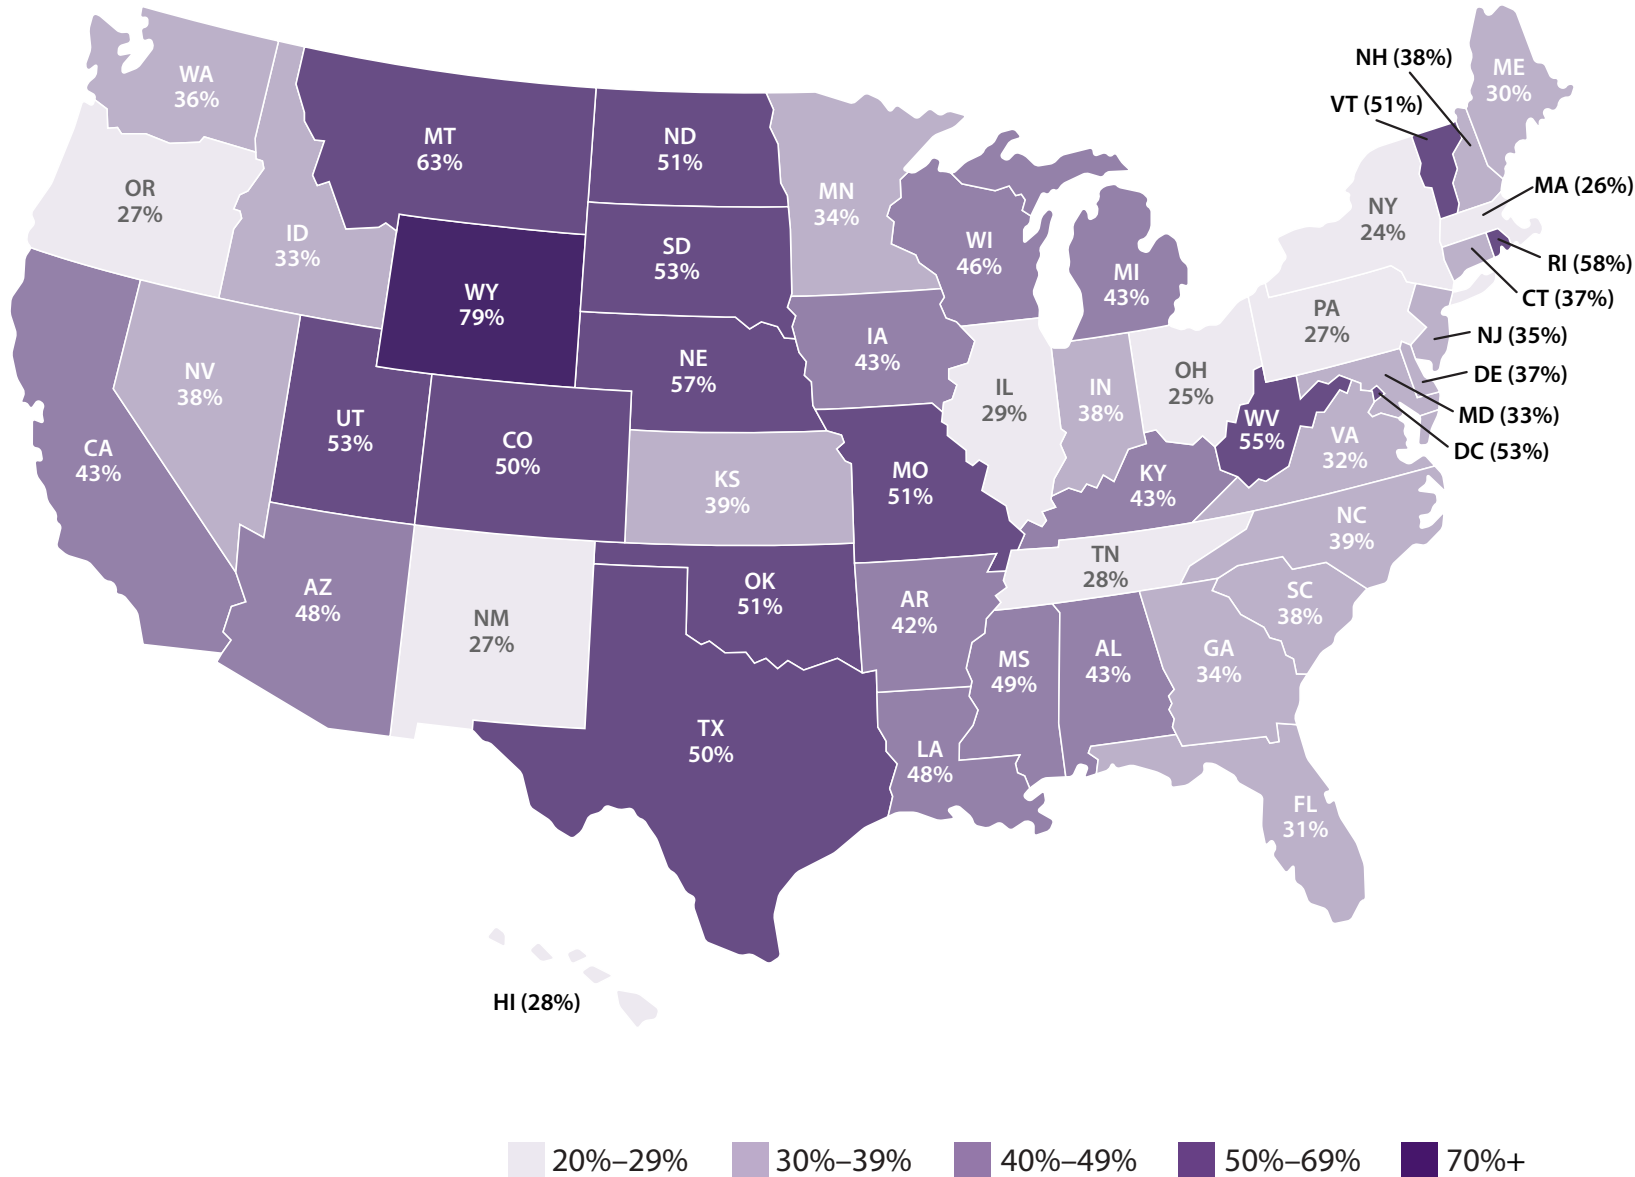 WA
36%
OR
27%
CA
43%
NV
38%
ID
33%
MT
63%
WY
79%
UT
53%
AZ
48%
CO
50%
NM
27%
ND
51%
SD
53%
NE
57%
KS
39%
OK
51%
TX
50%
MN
34%
IA
43%
MO
51%
AR
42%
LA
48%
WI
46%
IL
29%
MI
43%
IN
38%
OH
25%
KY
43%
TN
28%
MS
49%
AL
43%
GA
34%
FL
31%
SC
38%
NC
39%
VA
32%
WV
55%
PA
27%
NY
24%
ME
30%
NH (38%)
VT (51%)
MA (26%)
RI (58%)
CT (37%)
NJ (35%)
DE (37%)
MD (33%)
DC (53%)
HI (28%)
20%–29%
30%–39%
40%–49%
50%–69%
70%+